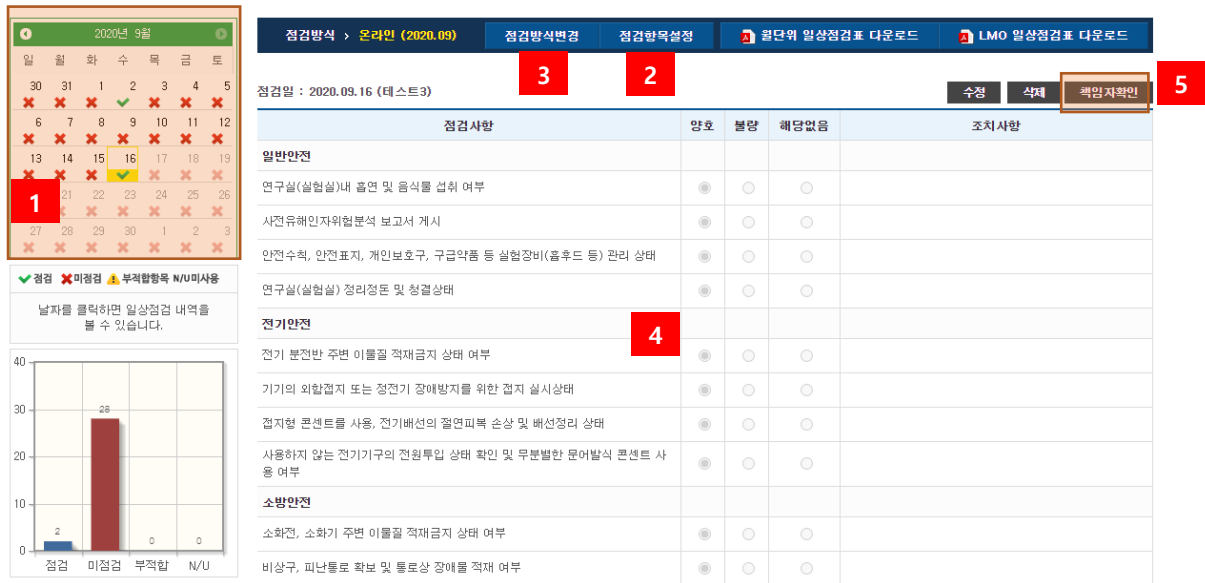 2020년 9월
일 월 화 수 목 금 토
30 31 1 2 3 4 5
6 7 8 9 10 11 12
13 14 15 16 17 18 19
21 22 23 24 25 26
27 28 29 30 1 2 3
1
점검 미점검 부적합항목 N/U미사용
날짜를 클릭하면 일상점검 내역을
볼 수 있습니다.
40
30
20
10
0
2
28
0
0
점검 미점검 부적합 N/U
점검방식 > 온라인 (2020.09) 점검방식변경 점검항목설정 월단위 일상점검표 다운로드 LMO 일상점검표 다운로드
3
2
5
점검일 : 2020.09.16 (테스트3) 수정 삭제 책임자확인
점검사항 양호 불량 해당없음 조치사항
일반안전
연구실(실험실)내 흡연 및 음식물 섭취 여부
사전유해인자위험분석 보고서 게시
안전수칙, 안전표지, 개인보호구, 구급약품 등 실험장비(흄후드 등) 관리 상태
연구실(실험실) 정리정돈 및 청결상태
전기안전
4
전기 분전반 주변 이물질 적재금지 상태 여부
기기의 외함접지 또는 정전기 장애방지를 위한 접지 실시상태
접지형 콘센트를 사용, 전기배선의 절연피복 손상 및 배선정리 상태
사용하지 않는 전기기구의 전원투입 상태 확인 및 무분별한 문어발식 콘센트 사
용 여부
소방안전
소화전, 소화기 주변 이물질 적재금지 상태 여부
비상구, 피난통로 확보 및 통로상 장애물 적재 여부